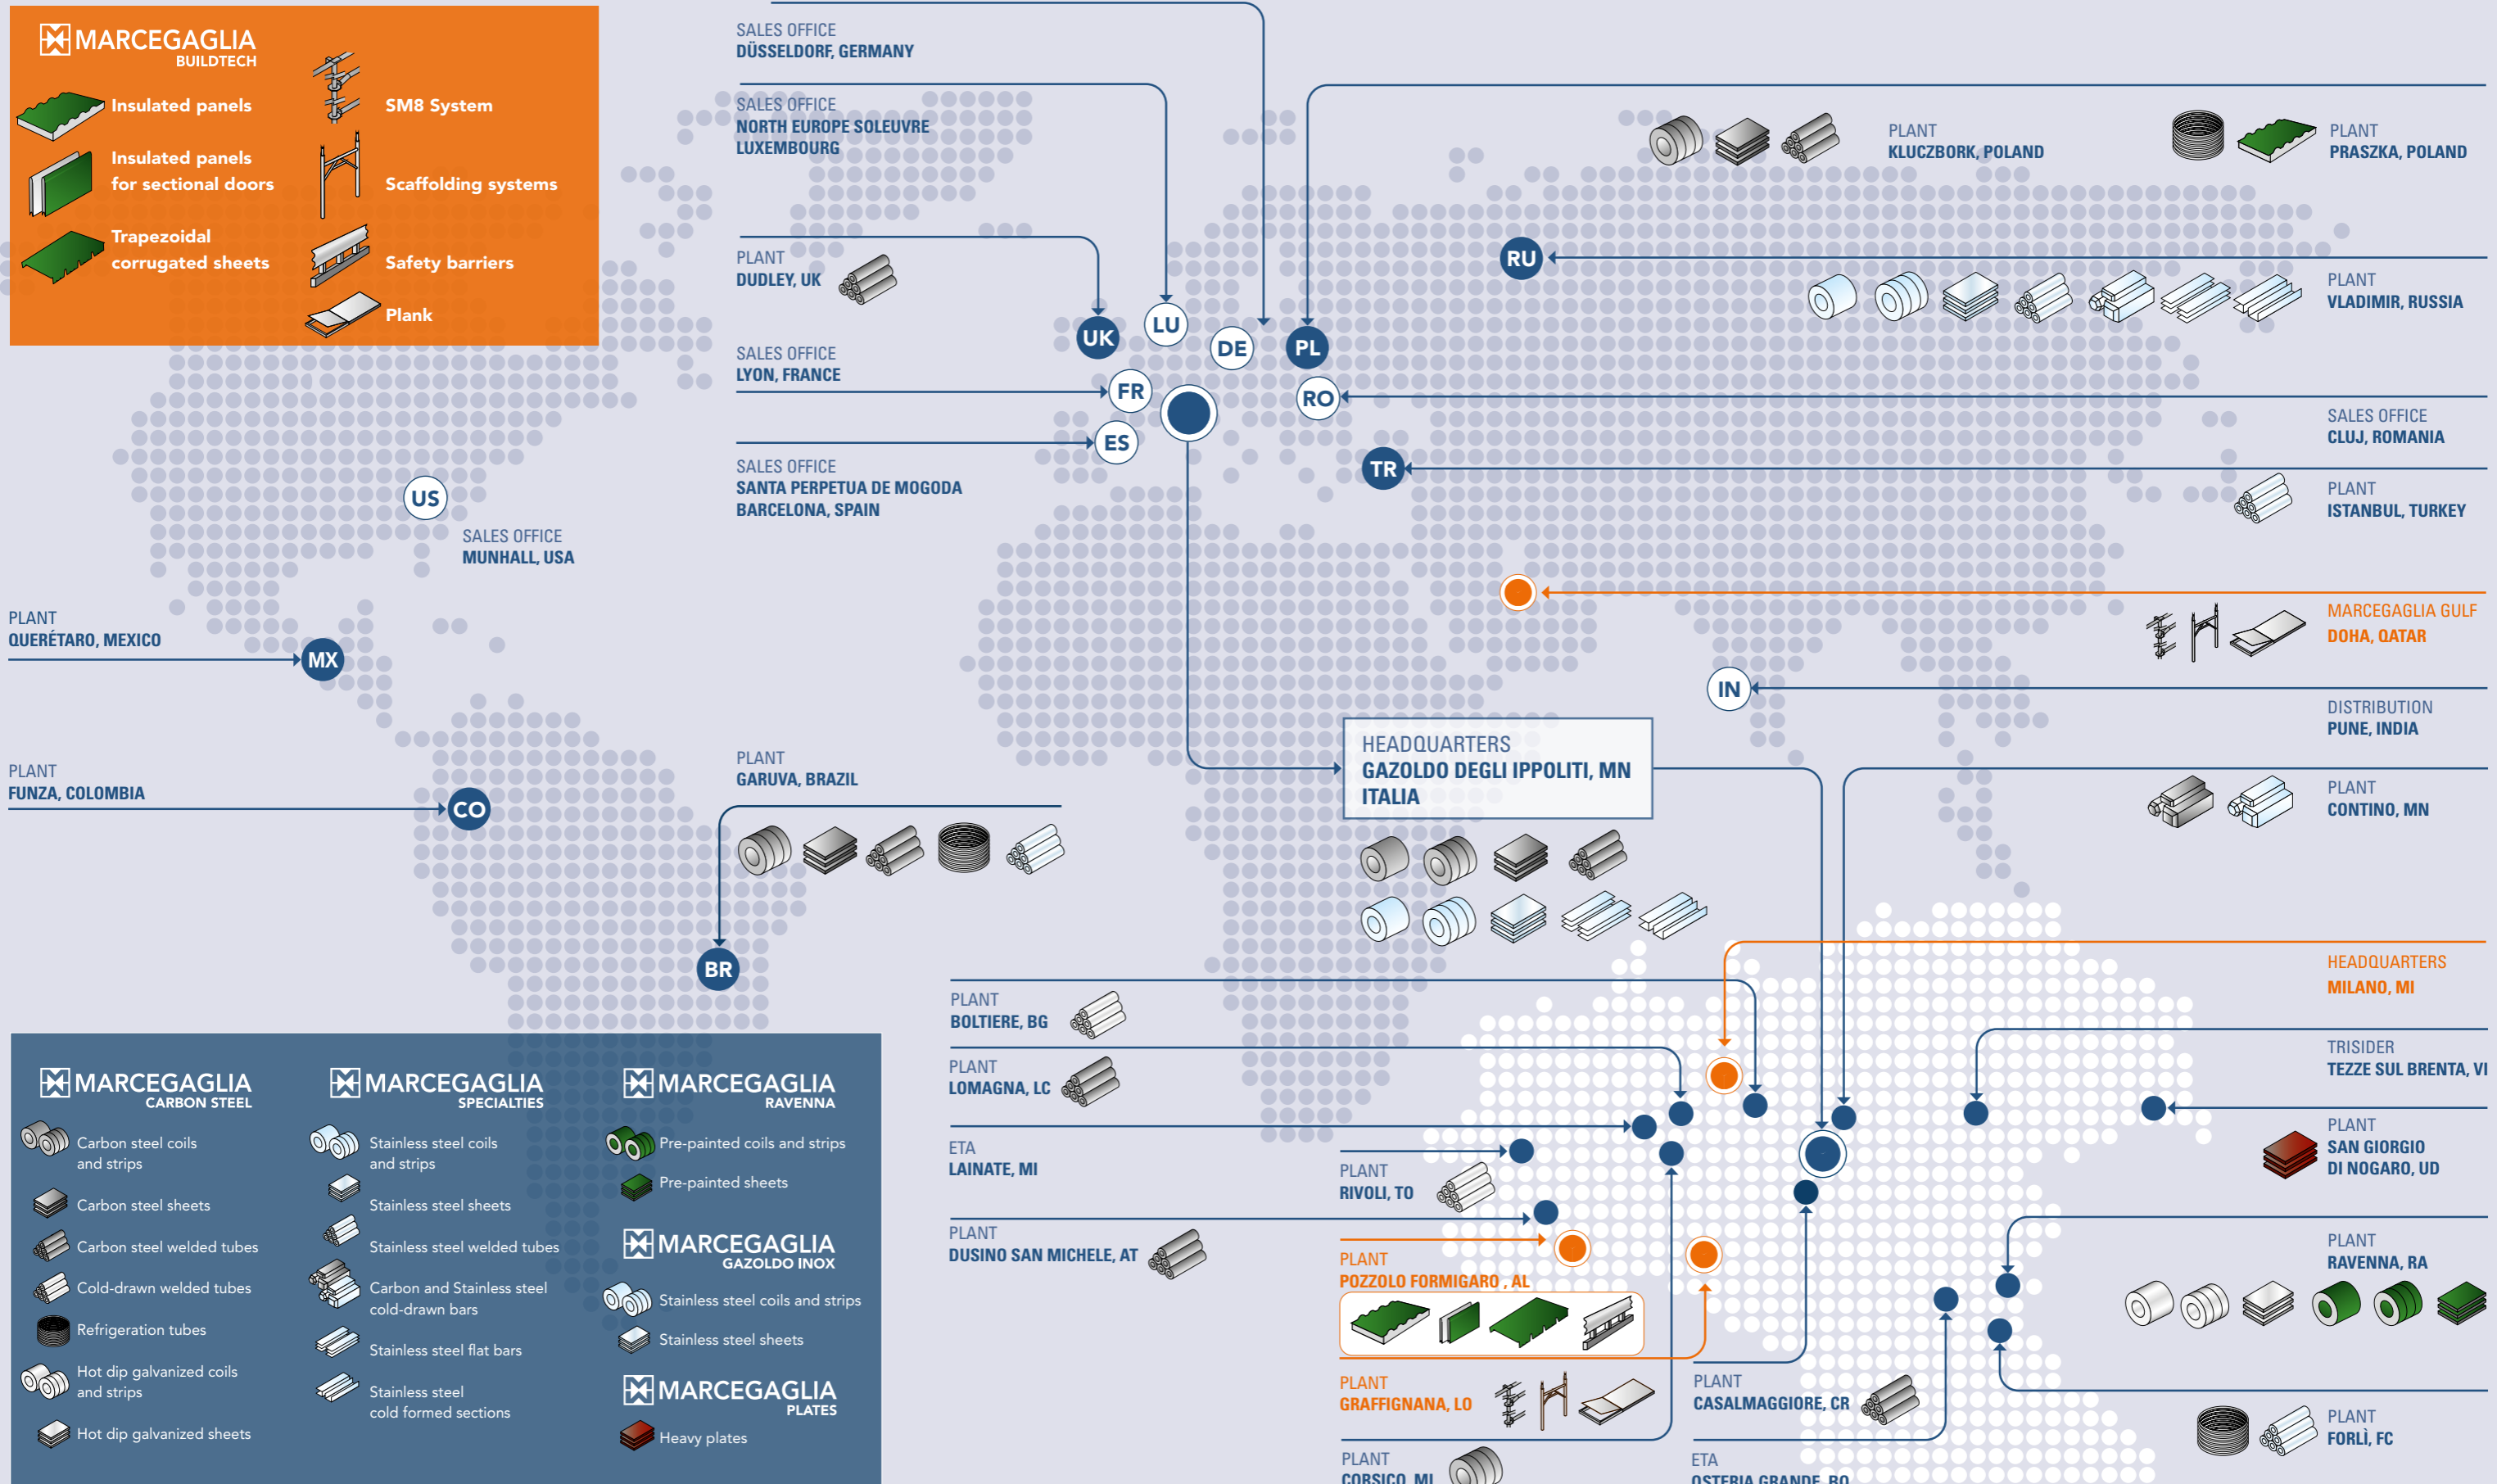 MARCEGAGLIA
BUILDTECH
Insulated panels
Insulated panels
for sectional doors
Trapezoidal
corrugated sheets
SM8 System
Scaffolding systems
Safety barriers
Plank
SALES OFFICE
DÜSSELDORF, GERMANY
SALES OFFICE
NORTH EUROPE SOLEUVRE
LUXEMBOURG
PLANT
DUDLEY, UK
SALES OFFICE
LYON, FRANCE
SALES OFFICE
SANTA PERPETUA DE MOGODA
BARCELONA, SPAIN
UK
LU
DE
PL
FR
RO
ES
TR
RU
PLANT
KLUCZBORK, POLAND
PLANT
PRASZKA, POLAND
PLANT
VLADIMIR, RUSSIA
SALES OFFICE
CLUJ, ROMANIA
PLANT
ISTANBUL, TURKEY
MARCEGAGLIA GULF
DOHA, QATAR
IN
DISTRIBUTION
PUNE, INDIA
US
SALES OFFICE
MUNHALL, USA
PLANT
QUERÉTARO, MEXICO
MX
PLANT
FUNZA, COLOMBIA
CO
PLANT
GARUVA, BRAZIL
BR
HEADQUARTERS
GAZOLDO DEGLI IPPOLITI, MN
ITALIA
PLANT
CONTINO, MN
HEADQUARTERS
MILANO, MI
TRISIDER
TEZZE SUL BRENTA, VI
PLANT
SAN GIORGIO
DI NOGARO, UD
PLANT
RAVENNA, RA
PLANT
FORLÌ, FC
PLANT
BOLTIERE, BG
PLANT
LOMAGNA, LC
ETA
LAINATE, MI
PLANT
DUSINO SAN MICHELE, AT
PLANT
RIVOLI, TO
PLANT
POZZOLO FORMIGARO , AL
PLANT
GRAFFIGNANA, LO
PLANT
CORSICO, MI
PLANT
CASALMAGGIORE, CR
ETA
OSTERIA GRANDE, BO
MARCEGAGLIA
CARBON STEEL
Carbon steel coils
and strips
Carbon steel sheets
Carbon steel welded tubes
Cold-drawn welded tubes
Refrigeration tubes
Hot dip galvanized coils
and strips
Hot dip galvanized sheets
MARCEGAGLIA
SPECIALTIES
Stainless steel coils
and strips
Stainless steel sheets
Stainless steel welded tubes
Carbon and Stainless steel
cold-drawn bars
Stainless steel flat bars
Stainless steel
cold formed sections
MARCEGAGLIA
RAVENNA
Pre-painted coils and strips
Pre-painted sheets
MARCEGAGLIA
GAZOLDO INOX
Stainless steel coils and strips
Stainless steel sheets
MARCEGAGLIA
PLATES
Heavy plates